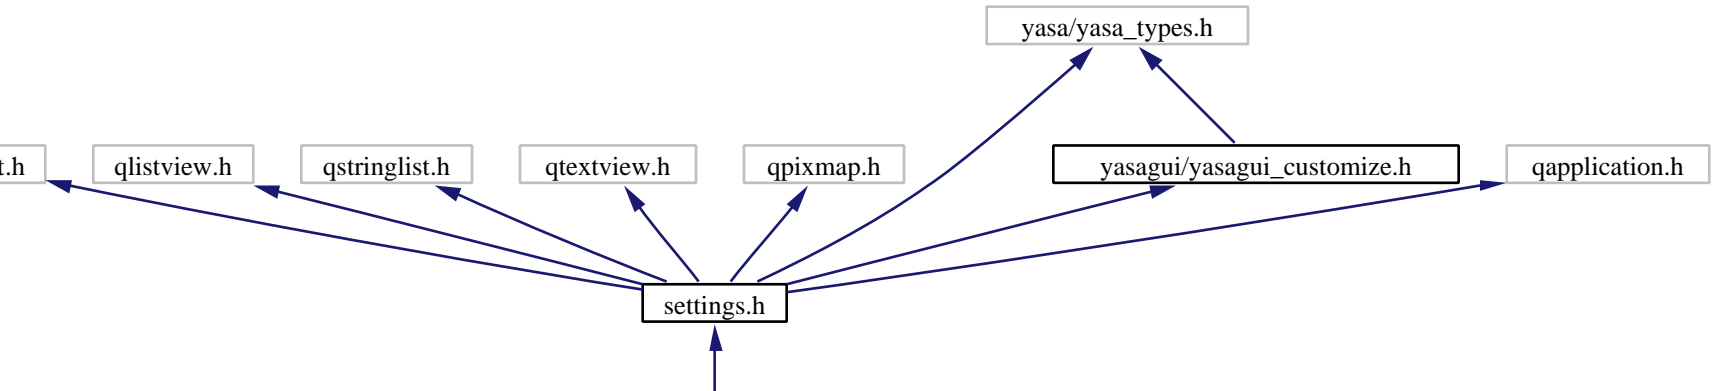 yasa/yasa_types.h
t.h
qlistview.h
qstringlist.h
qtextview.h
qpixmap.h
yasagui/yasagui_customize.h
qapplication.h
settings.h